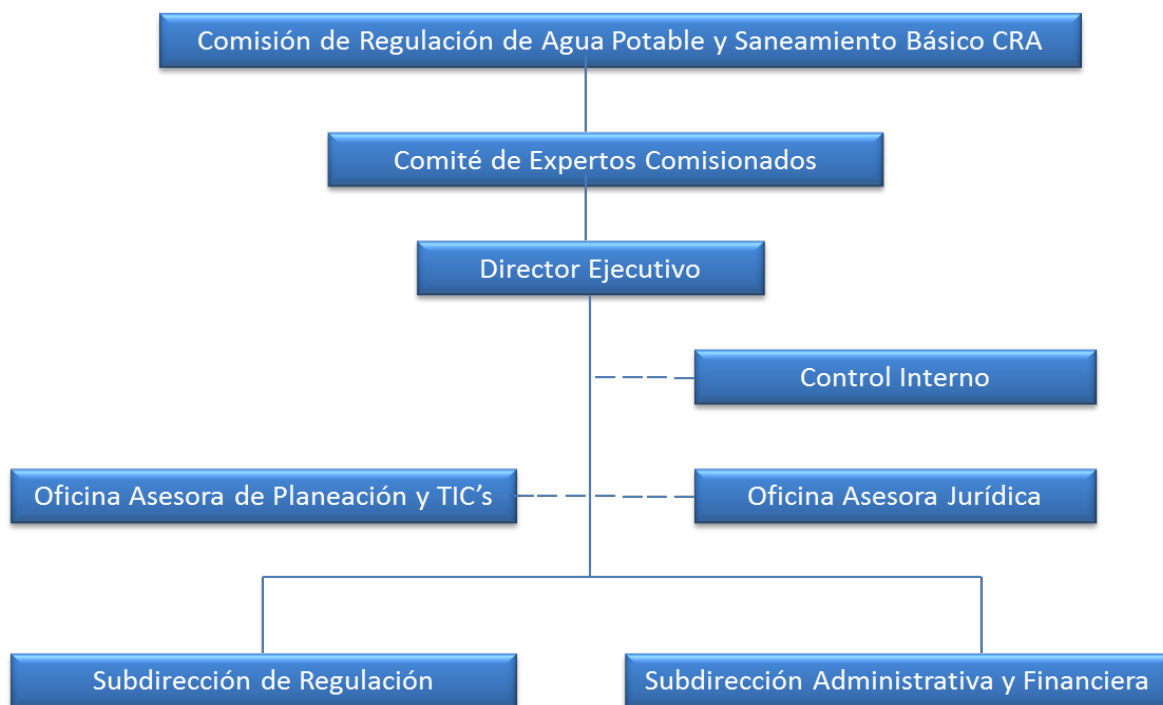 Comisión de Regulación de Agua Potable y Saneamiento Básico CRA
Comité de Expertos Comisionados
Director Ejecutivo
Control Interno
Oficina Asesora de Planeación y TIC’s
Oficina Asesora Jurídica
Subdirección de Regulación
Subdirección Administrativa y Financiera